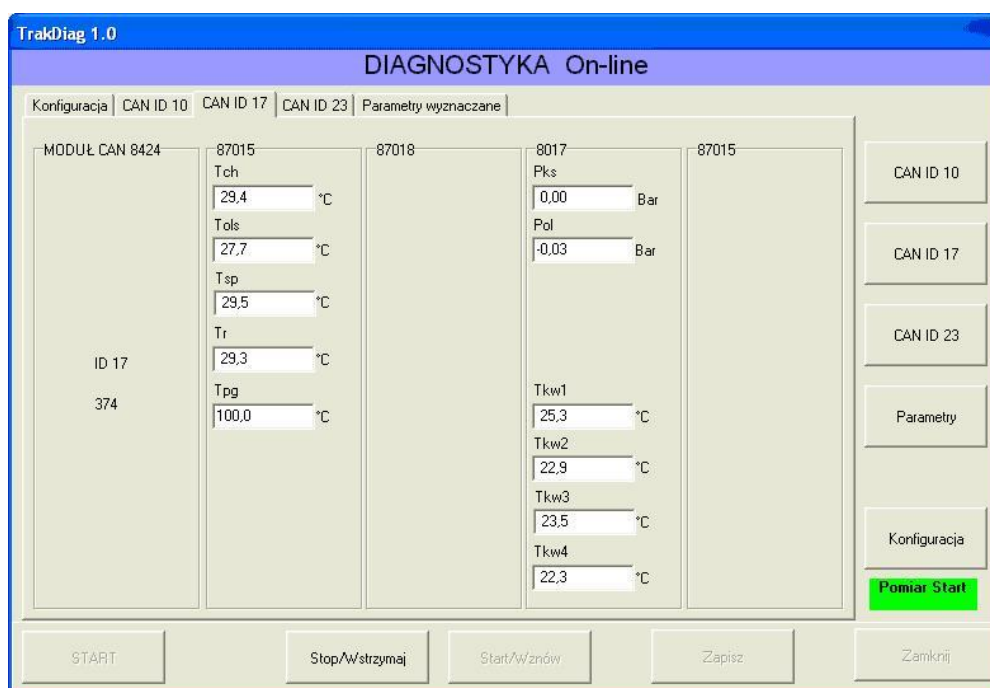 TrakDiag 1.0
DIAGNOSTYKA On-line
Konfiguracja CAN ID 10 CAN ID 17 CAN ID 23 Parametry wyznaczane
MODUŁ CAN 8424
ID 17
374
87015
Tch
29,4 °C
Tols
27,7 °C
Tsp
29,5 °C
Tr
29,3 °C
Tpg
100,0 °C
87018
8017
Pks
0,00 Bar
Pol
-0,03 Bar
Tkw1
25,3 °C
Tkw2
22,9 °C
Tkw3
23,5 °C
Tkw4
22,3 °C
87015
CAN ID 10
CAN ID 17
CAN ID 23
Parametry
Konfiguracja
Pomiar Start
START Stop/Wstrzymaj Start/Wznów Zapisz Zamknij